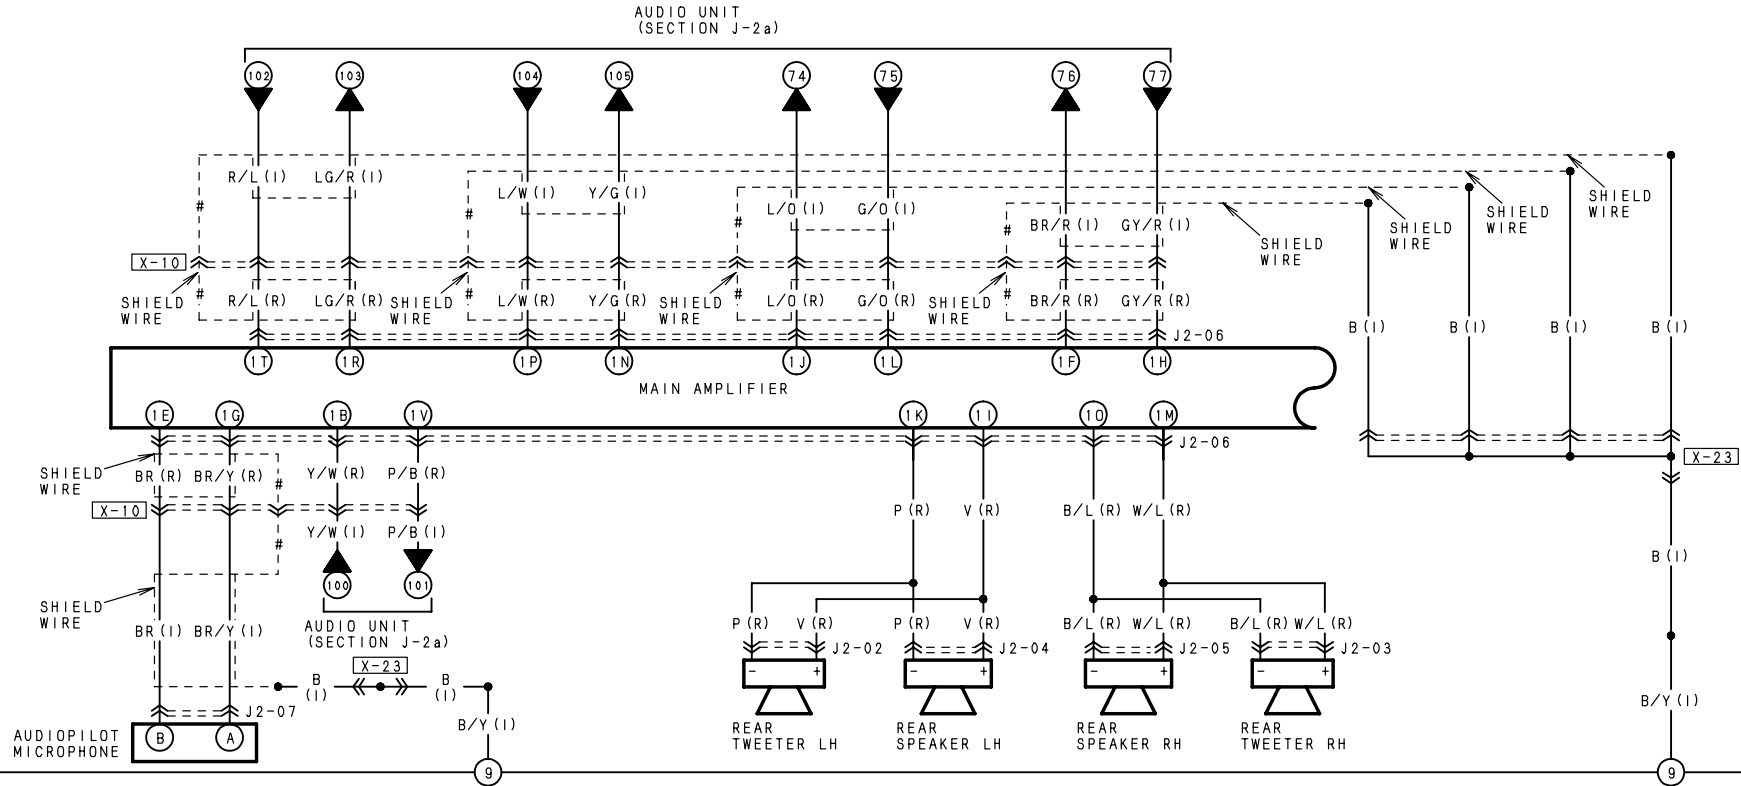 AUDIO UNIT
(SECTION J-2a)
102 103 104 105 74 75 76 77
R/L(I) LG/R(I) L/W(I) Y/G(I) L/O(I) G/O(I) BR/R(I) GY/R(I)
# # # #
SHIELD
WIRE
SHIELD
WIRE
SHIELD
WIRE
SHIELD
WIRE
X-10
SHIELD
WIRE
SHIELD
WIRE
SHIELD
WIRE
SHIELD
WIRE
# # # #
R/L(R) LG/R(R) L/W(R) Y/G(R) L/O(R) G/O(R) BR/R(R) GY/R(R)
B(I) B(I) B(I) B(I)
J2-06
1T 1R 1P 1N 1J 1L 1F 1H
MAIN AMPLIFIER
1E 1G 1B 1V 1K 1I 1O 1M
J2-06
X-23
SHIELD
WIRE
BR(R) BR/Y(R) Y/W(R) P/B(R)
#
X-10
P(R) V(R) B/L(R) W/L(R)
Y/W(I) P/B(I)
#
B(I)
100 101
SHIELD
WIRE
AUDIO UNIT
(SECTION J-2a)
BR(I) BR/Y(I)
P(R) V(R) P(R) V(R) B/L(R) W/L(R) B/L(R) W/L(R)
J2-02 J2-04 J2-05 J2-03
- + - + - + - +
X-23
B
(I)
B
(I)
B/Y(I)
B/Y(I)
J2-07
AUDIOPILOT
MICROPHONE
B A
REAR
TWEETER LH
REAR
SPEAKER LH
REAR
SPEAKER RH
REAR
TWEETER RH
9 9